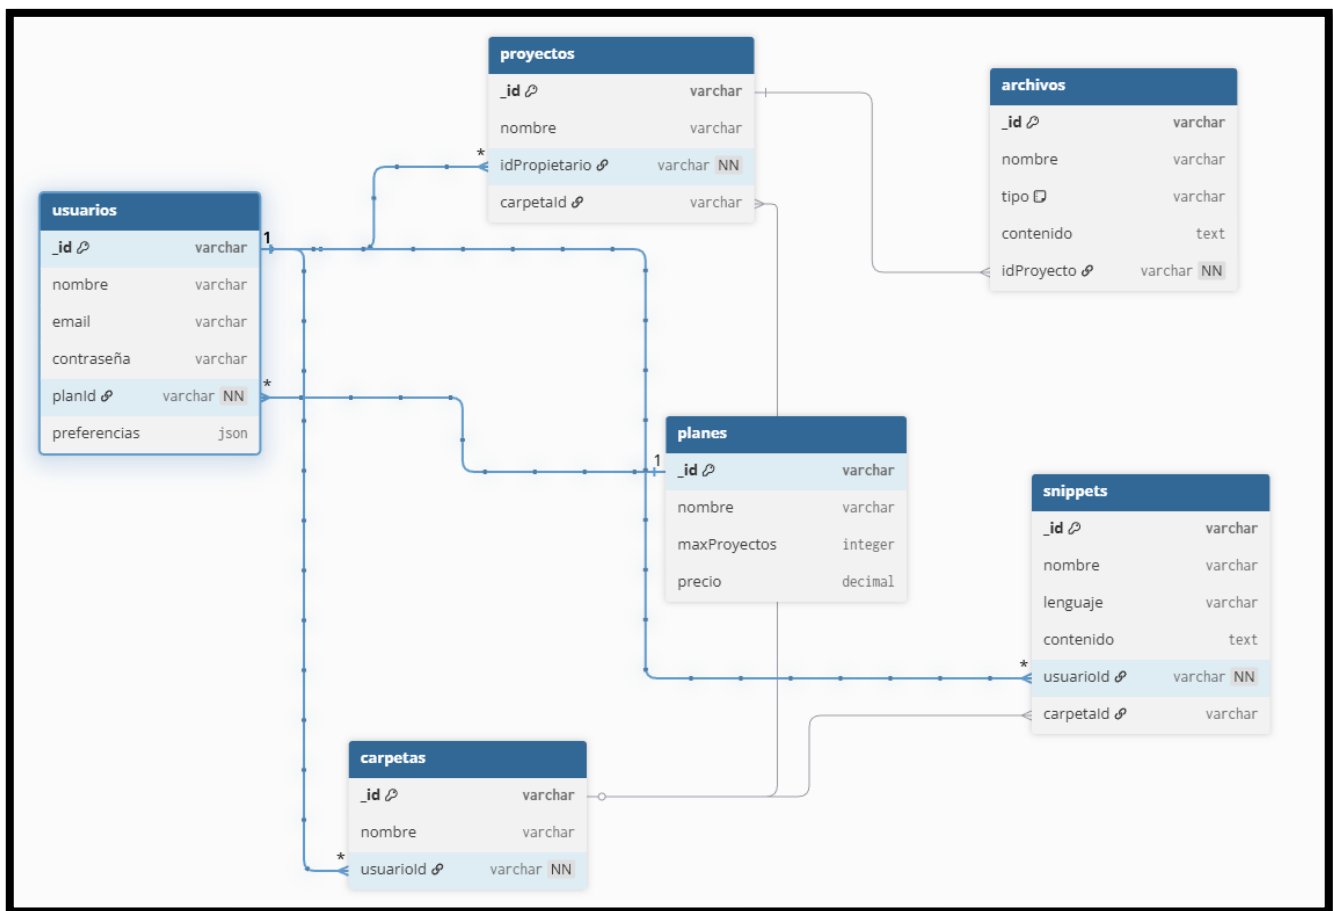 proyectos
_id varchar
nombre varchar
* idPropietario varchar NN
carpetaId varchar
archivos
_id varchar
nombre varchar
tipo varchar
contenido text
idProyecto varchar NN
usuarios
_id varchar 1
nombre varchar
email varchar
contraseña varchar
planId varchar NN *
preferencias json
planes
1 _id varchar
nombre varchar
maxProyectos integer
precio decimal
snippets
_id varchar
nombre varchar
lenguaje varchar
contenido text
* usuarioId varchar NN
carpetaId varchar
carpetas
_id varchar
nombre varchar
* usuarioId varchar NN